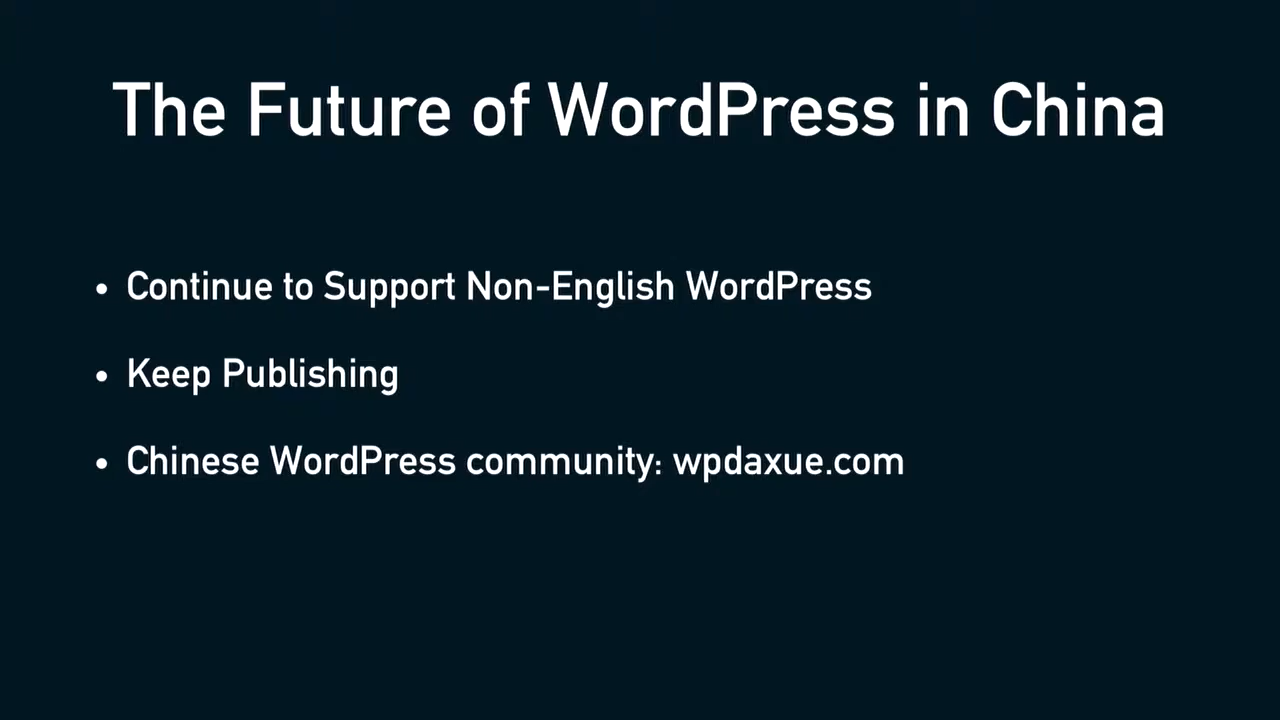 The Future of WordPress in China
• Continue to Support Non-English WordPress
• Keep Publishing
• Chinese WordPress community: wpdaxue.com